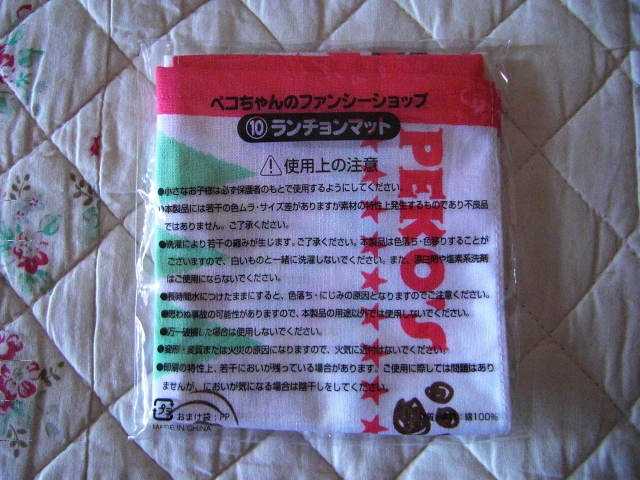 ペコちゃんのファンシーショップ
⑩ランチョンマット
⚠使用上の注意
●小さなお子様は必ず保護者のもとで使用するようにしてください。
●本製品には若干の色ムラ・サイズ差がありますが素材の特性上発生するものであり不良品
ではありません。ご了承ください。
●洗濯により若干の縮みが生じます。ご了承ください。本製品は色落ち・色移りすることが
ございますので、白いものと一緒に洗濯しないでください。また、漂白剤や塩素系洗剤
はご使用にならないでください。
●長時間水につけたままにすると、色落ち・にじみの原因となりますのでご注意ください。
●思わぬ事故の可能性がありますので、本製品の用途以外では使用しないでください。
●万一破損した場合は使用しないでください。
●変形・変質または火災の原因になりますので、火気に近付けないでください。
●印刷の特性上、若干においが残っている場合があります。ご使用に際しては問題はあり
ませんが、においが気になる場合は陰干しをしてください。
プラ おまけ袋：PP
綿100%
MADE IN CHINA
PEKO'S